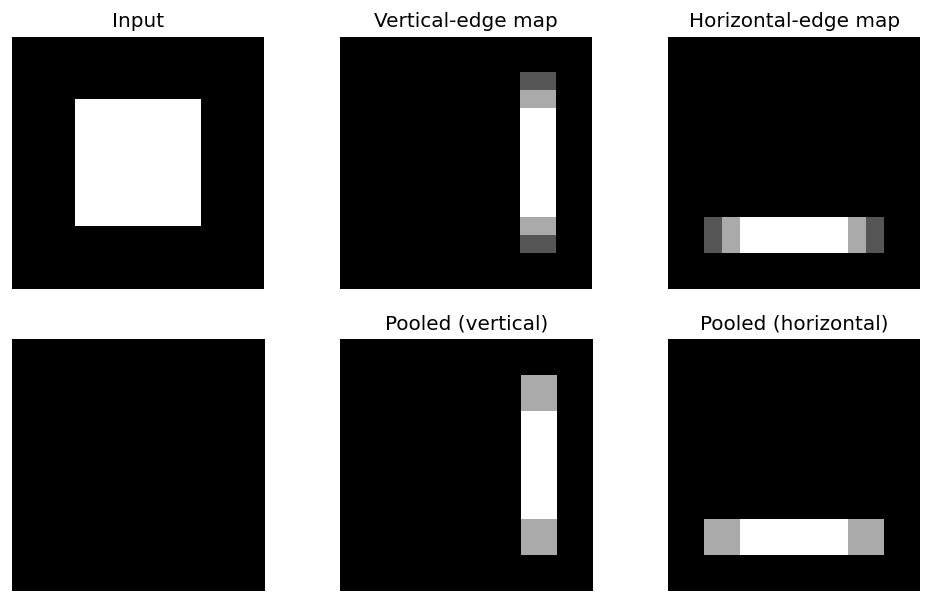 Input
Vertical-edge map
Horizontal-edge map
Pooled (vertical)
Pooled (horizontal)